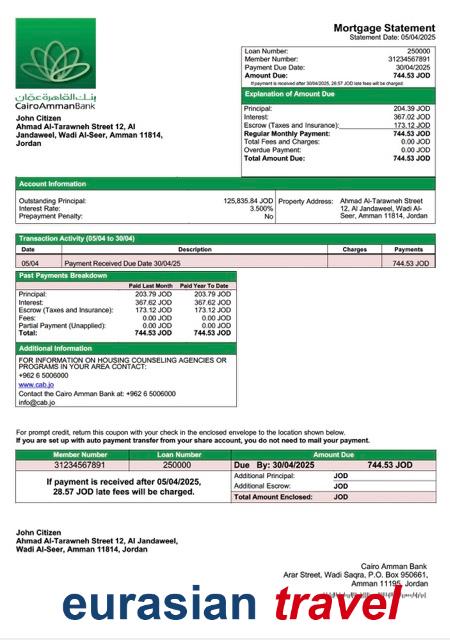 Mortgage Statement
Statement Date: 05/04/2025
Loan Number: 250000
Member Number: 31234567891
Payment Due Date: 30/04/2025
Amount Due: 744.53 JOD
If payment is received after 30/04/2025, 28.57 JOD late fees will be charged.
بنك القاهرة عمان
CairoAmmanBank
John Citizen
Ahmad Al-Tarawneh Street 12, Al
Jandaweel, Wadi Al-Seer, Amman 11814,
Jordan
Explanation of Amount Due
Principal: 204.39 JOD
Interest: 367.02 JOD
Escrow (Taxes and Insurance): 173.12 JOD
Regular Monthly Payment: 744.53 JOD
Total Fees and Charges: 0.00 JOD
Overdue Payment: 0.00 JOD
Total Amount Due: 744.53 JOD
Account Information
Outstanding Principal: 125,835.84 JOD
Interest Rate: 3.500%
Prepayment Penalty: No
Property Address: Ahmad Al-Tarawneh Street
12, Al Jandaweel, Wadi Al-
Seer, Amman 11814, Jordan
Transaction Activity (05/04 to 30/04)
Date Description Charges Payments
05/04 Payment Received Due Date 30/04/25 744.53 JOD
Past Payments Breakdown
Paid Last Month Paid Year To Date
Principal: 203.79 JOD 203.79 JOD
Interest: 367.62 JOD 367.62 JOD
Escrow (Taxes and Insurance): 173.12 JOD 173.12 JOD
Fees: 0.00 JOD 0.00 JOD
Partial Payment (Unapplied): 0.00 JOD 0.00 JOD
Total: 744.53 JOD 744.53 JOD
Additional Information
FOR INFORMATION ON HOUSING COUNSELING AGENCIES OR
PROGRAMS IN YOUR AREA CONTACT:
+962 6 5006000
www.cab.jo
Contact the Cairo Amman Bank at: +962 6 5006000
info@cab.jo
For prompt credit, return this coupon with your check in the enclosed envelope to the location shown below.
If you are set up with auto payment transfer from your share account, you do not need to mail your payment.
Member Number Loan Number Amount Due
31234567891 250000 Due By: 30/04/2025 744.53 JOD
If payment is received after 05/04/2025,
28.57 JOD late fees will be charged.
Additional Principal: JOD
Additional Escrow: JOD
Total Amount Enclosed: JOD
John Citizen
Ahmad Al-Tarawneh Street 12, Al Jandaweel,
Wadi Al-Seer, Amman 11814, Jordan
Cairo Amman Bank
Arar Street, Wadi Saqra, P.O. Box 950661,
Amman 11195, Jordan
eurasian travel